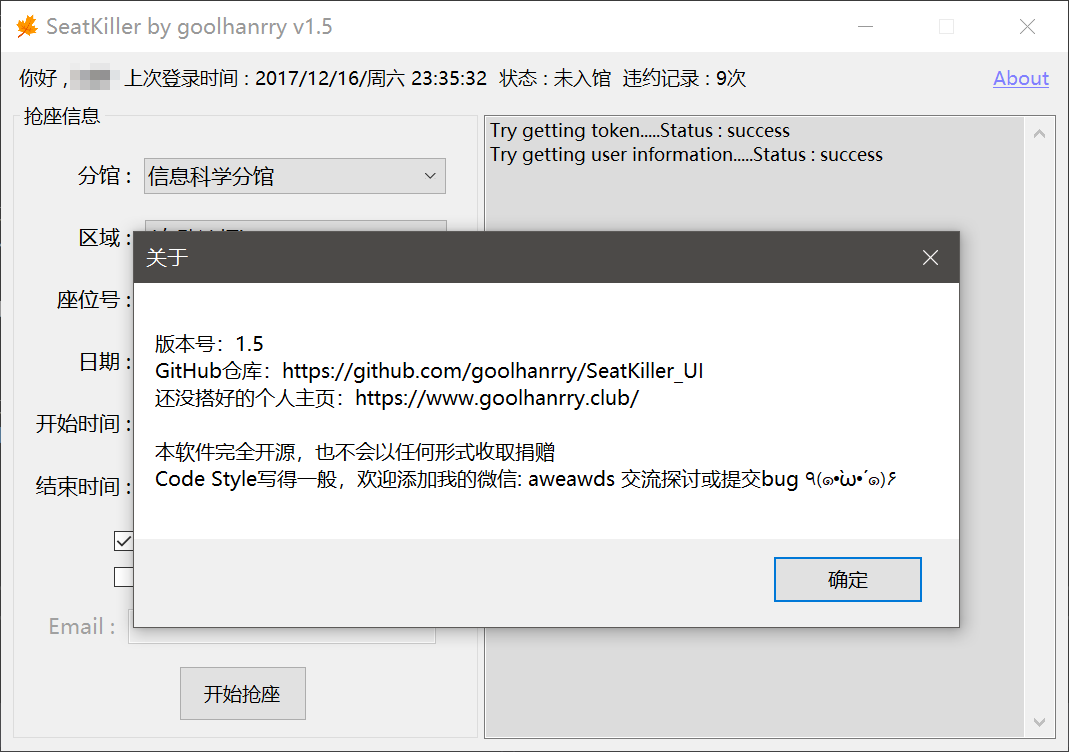 SeatKiller by goolhanrry v1.5
你好 , 上次登录时间 : 2017/12/16/周六 23:35:32 状态 : 未入馆 违约记录 : 9次
About
抢座信息
Try getting token.....Status : success
Try getting user information.....Status : success
分馆 :
信息科学分馆
区域 :
关于
座位号 :
版本号：1.5
GitHub仓库：https://github.com/goolhanrry/SeatKiller_UI
还没搭好的个人主页：https://www.goolhanrry.club/
日期 :
开始时间 :
本软件完全开源，也不会以任何形式收取捐赠
Code Style写得一般，欢迎添加我的微信: aweawds 交流探讨或提交bug ٩(๑•̀ω•́๑)۶
结束时间 :
确定
Email :
开始抢座